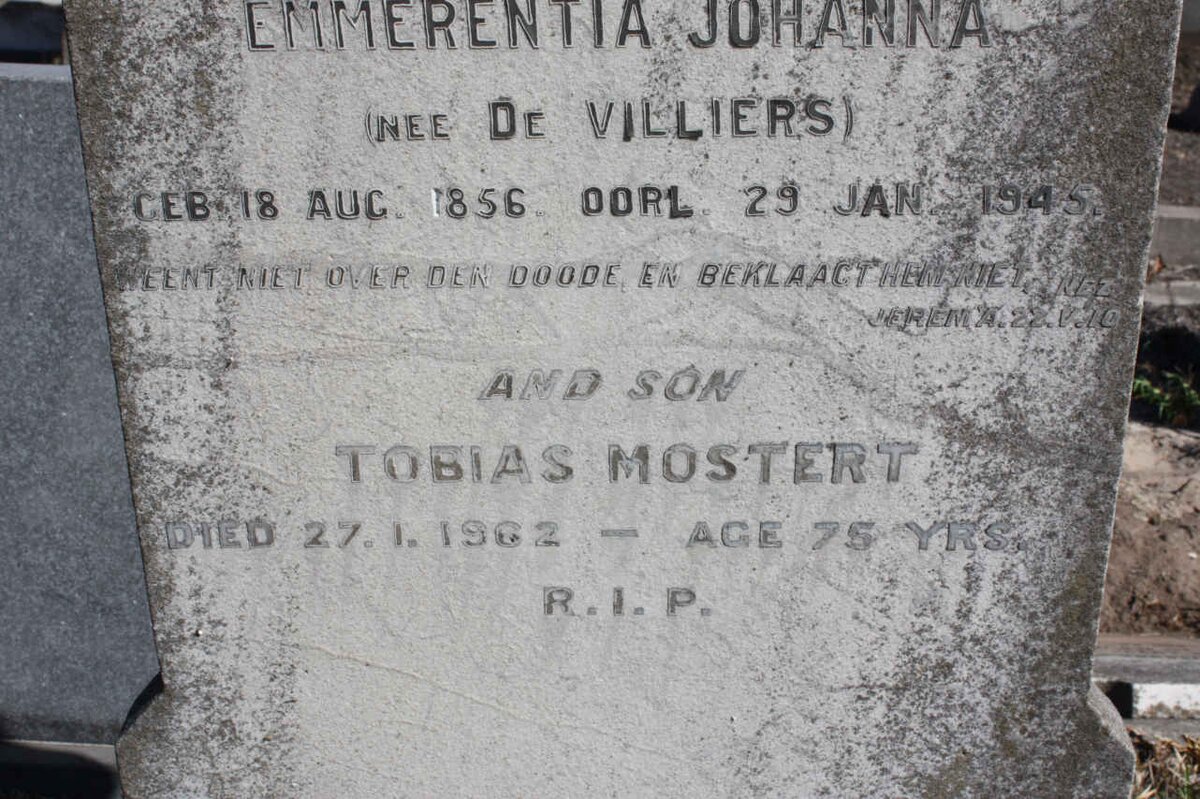 EMMERENTIA JOHANNA
(NEE DE VILLIERS)
GEB. 18 AUG. 1856. OORL. 29 JAN. 1945.
WEENT NIET OVER DEN DOODE, EN BEKLAAGT HEM NIET.
JEREMIA.22.V.10
AND SON
TOBIAS MOSTERT
DIED 27.1.1962 — AGE 75 YRS.
R.I.P.